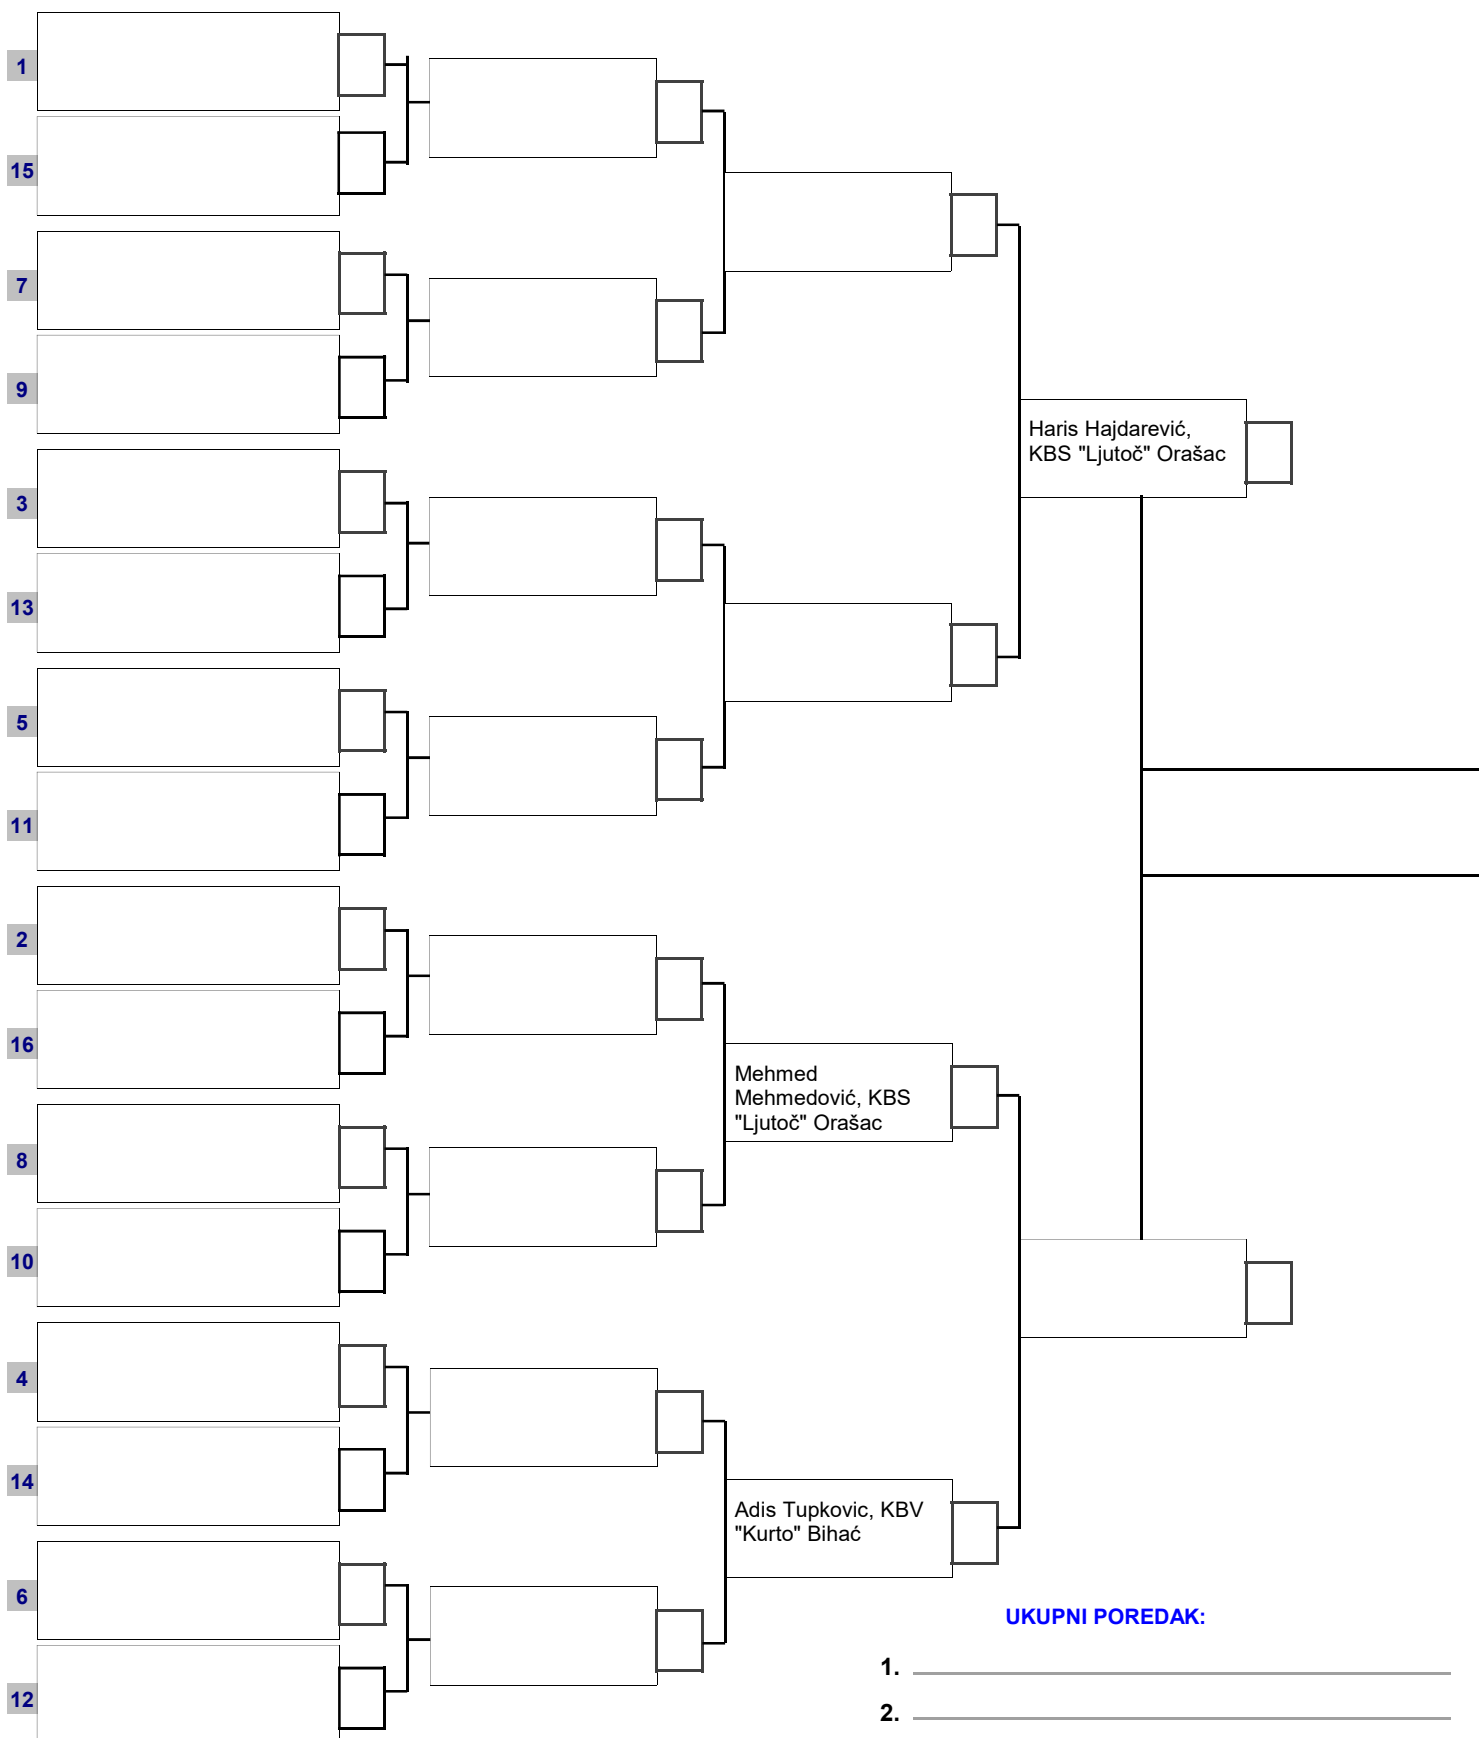 1
15
7
9
Haris Hajdarević,
KBS "Ljutoč" Orašac
3
13
5
11
2
16
Mehmed
Mehmedović, KBS
"Ljutoč" Orašac
8
10
4
14
Adis Tupkovic, KBV
"Kurto" Bihać
6
UKUPNI POREDAK:
1.
12
2.